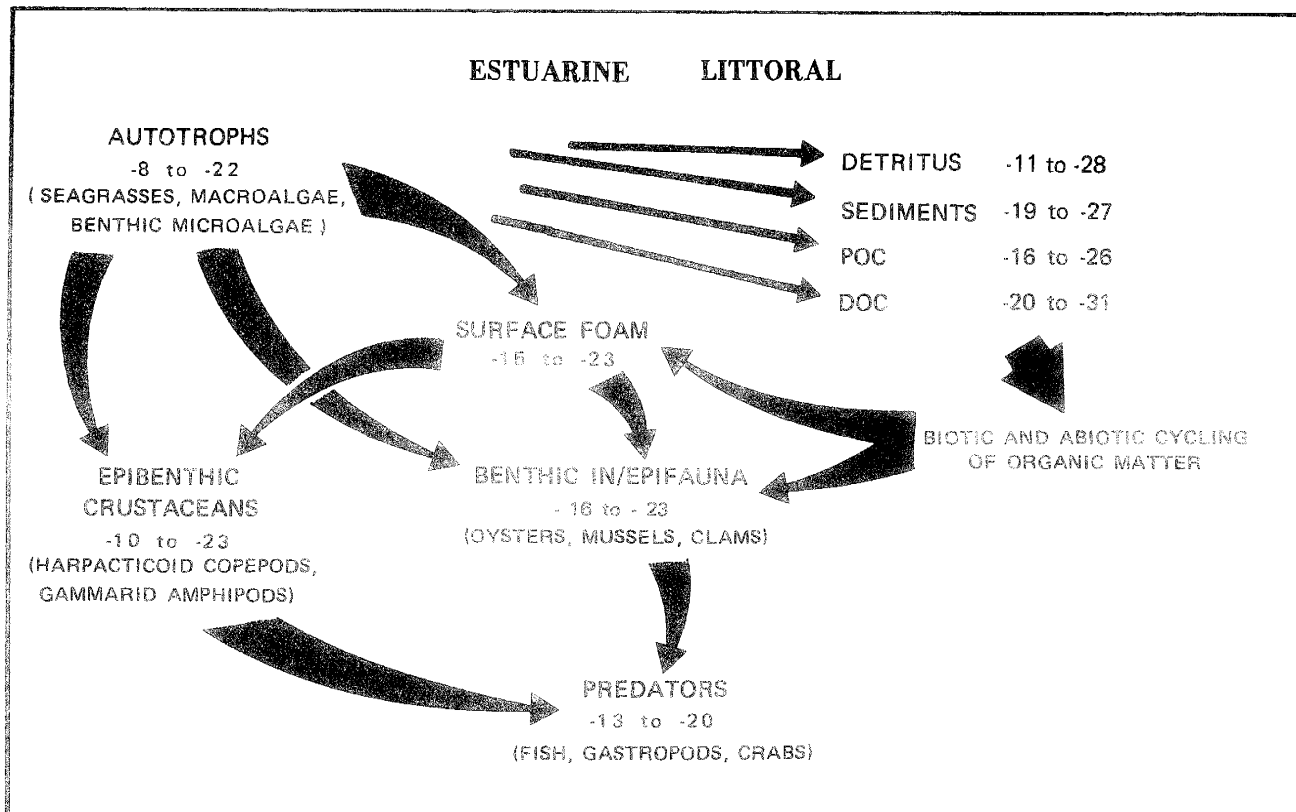 ESTUARINE LITTORAL
AUTOTROPHS
-8 to -22
( SEAGRASSES, MACROALGAE,
BENTHIC MICROALGAE )
DETRITUS -11 to -28
SEDIMENTS -19 to -27
POC -16 to -26
DOC -20 to -31
SURFACE FOAM
-15 to -23
BIOTIC AND ABIOTIC CYCLING
OF ORGANIC MATTER
EPIBENTHIC
CRUSTACEANS
-10 to -23
(HARPACTICOID COPEPODS,
GAMMARID AMPHIPODS)
BENTHIC IN/EPIFAUNA
- 16 to - 23
(OYSTERS, MUSSELS, CLAMS)
PREDATORS
-13 to -20
(FISH, GASTROPODS, CRABS)